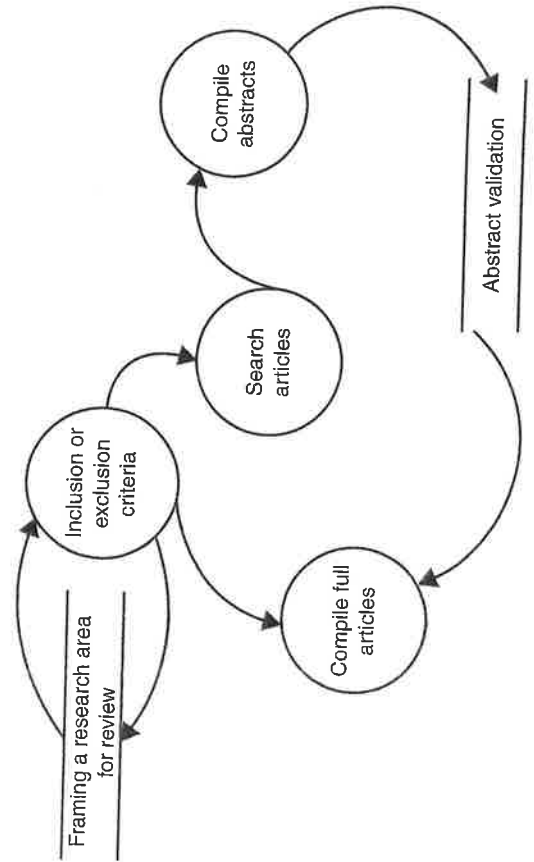 Framing a research area
for review
Inclusion or
exclusion
criteria
Search
articles
Compile
abstracts
Abstract validation
Compile full
articles